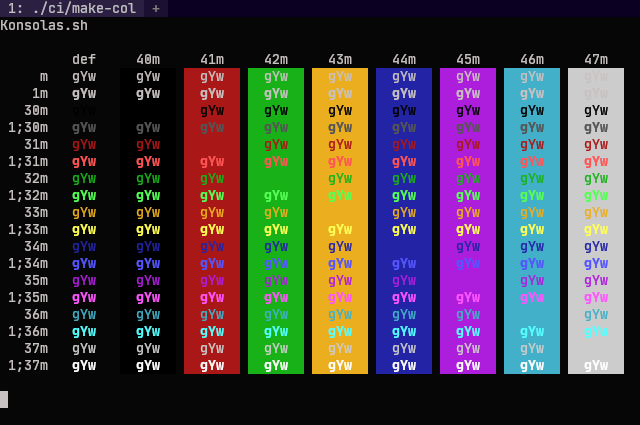 1: ./ci/make-col +
Konsolas.sh
def 40m 41m 42m 43m 44m 45m 46m 47m
m gYw gYw gYw gYw gYw gYw gYw gYw gYw
1m gYw gYw gYw gYw gYw gYw gYw gYw gYw
30m gYw gYw gYw gYw gYw gYw gYw gYw gYw
1;30m gYw gYw gYw gYw gYw gYw gYw gYw gYw
31m gYw gYw gYw gYw gYw gYw gYw gYw
1;31m gYw gYw gYw gYw gYw gYw gYw gYw gYw
32m gYw gYw gYw gYw gYw gYw gYw gYw
1;32m gYw gYw gYw gYw gYw gYw gYw gYw gYw
33m gYw gYw gYw gYw gYw gYw gYw gYw
1;33m gYw gYw gYw gYw gYw gYw gYw gYw gYw
34m gYw gYw gYw gYw gYw gYw gYw gYw
1;34m gYw gYw gYw gYw gYw gYw gYw gYw gYw
35m gYw gYw gYw gYw gYw gYw gYw gYw
1;35m gYw gYw gYw gYw gYw gYw gYw gYw gYw
36m gYw gYw gYw gYw gYw gYw gYw gYw
1;36m gYw gYw gYw gYw gYw gYw gYw gYw gYw
37m gYw gYw gYw gYw gYw gYw gYw gYw
1;37m gYw gYw gYw gYw gYw gYw gYw gYw gYw